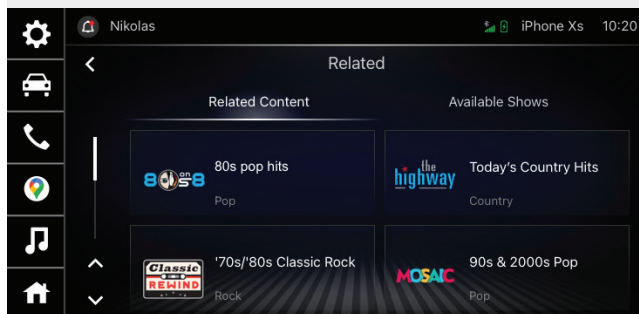 Nikolas
iPhone Xs 10:20
Related
Related Content
Available Shows
80s on 8
80s pop hits
Pop
the highway
Today's Country Hits
Country
Classic
REWIND
'70s/'80s Classic Rock
Rock
MOSAIC
90s & 2000s Pop
Pop